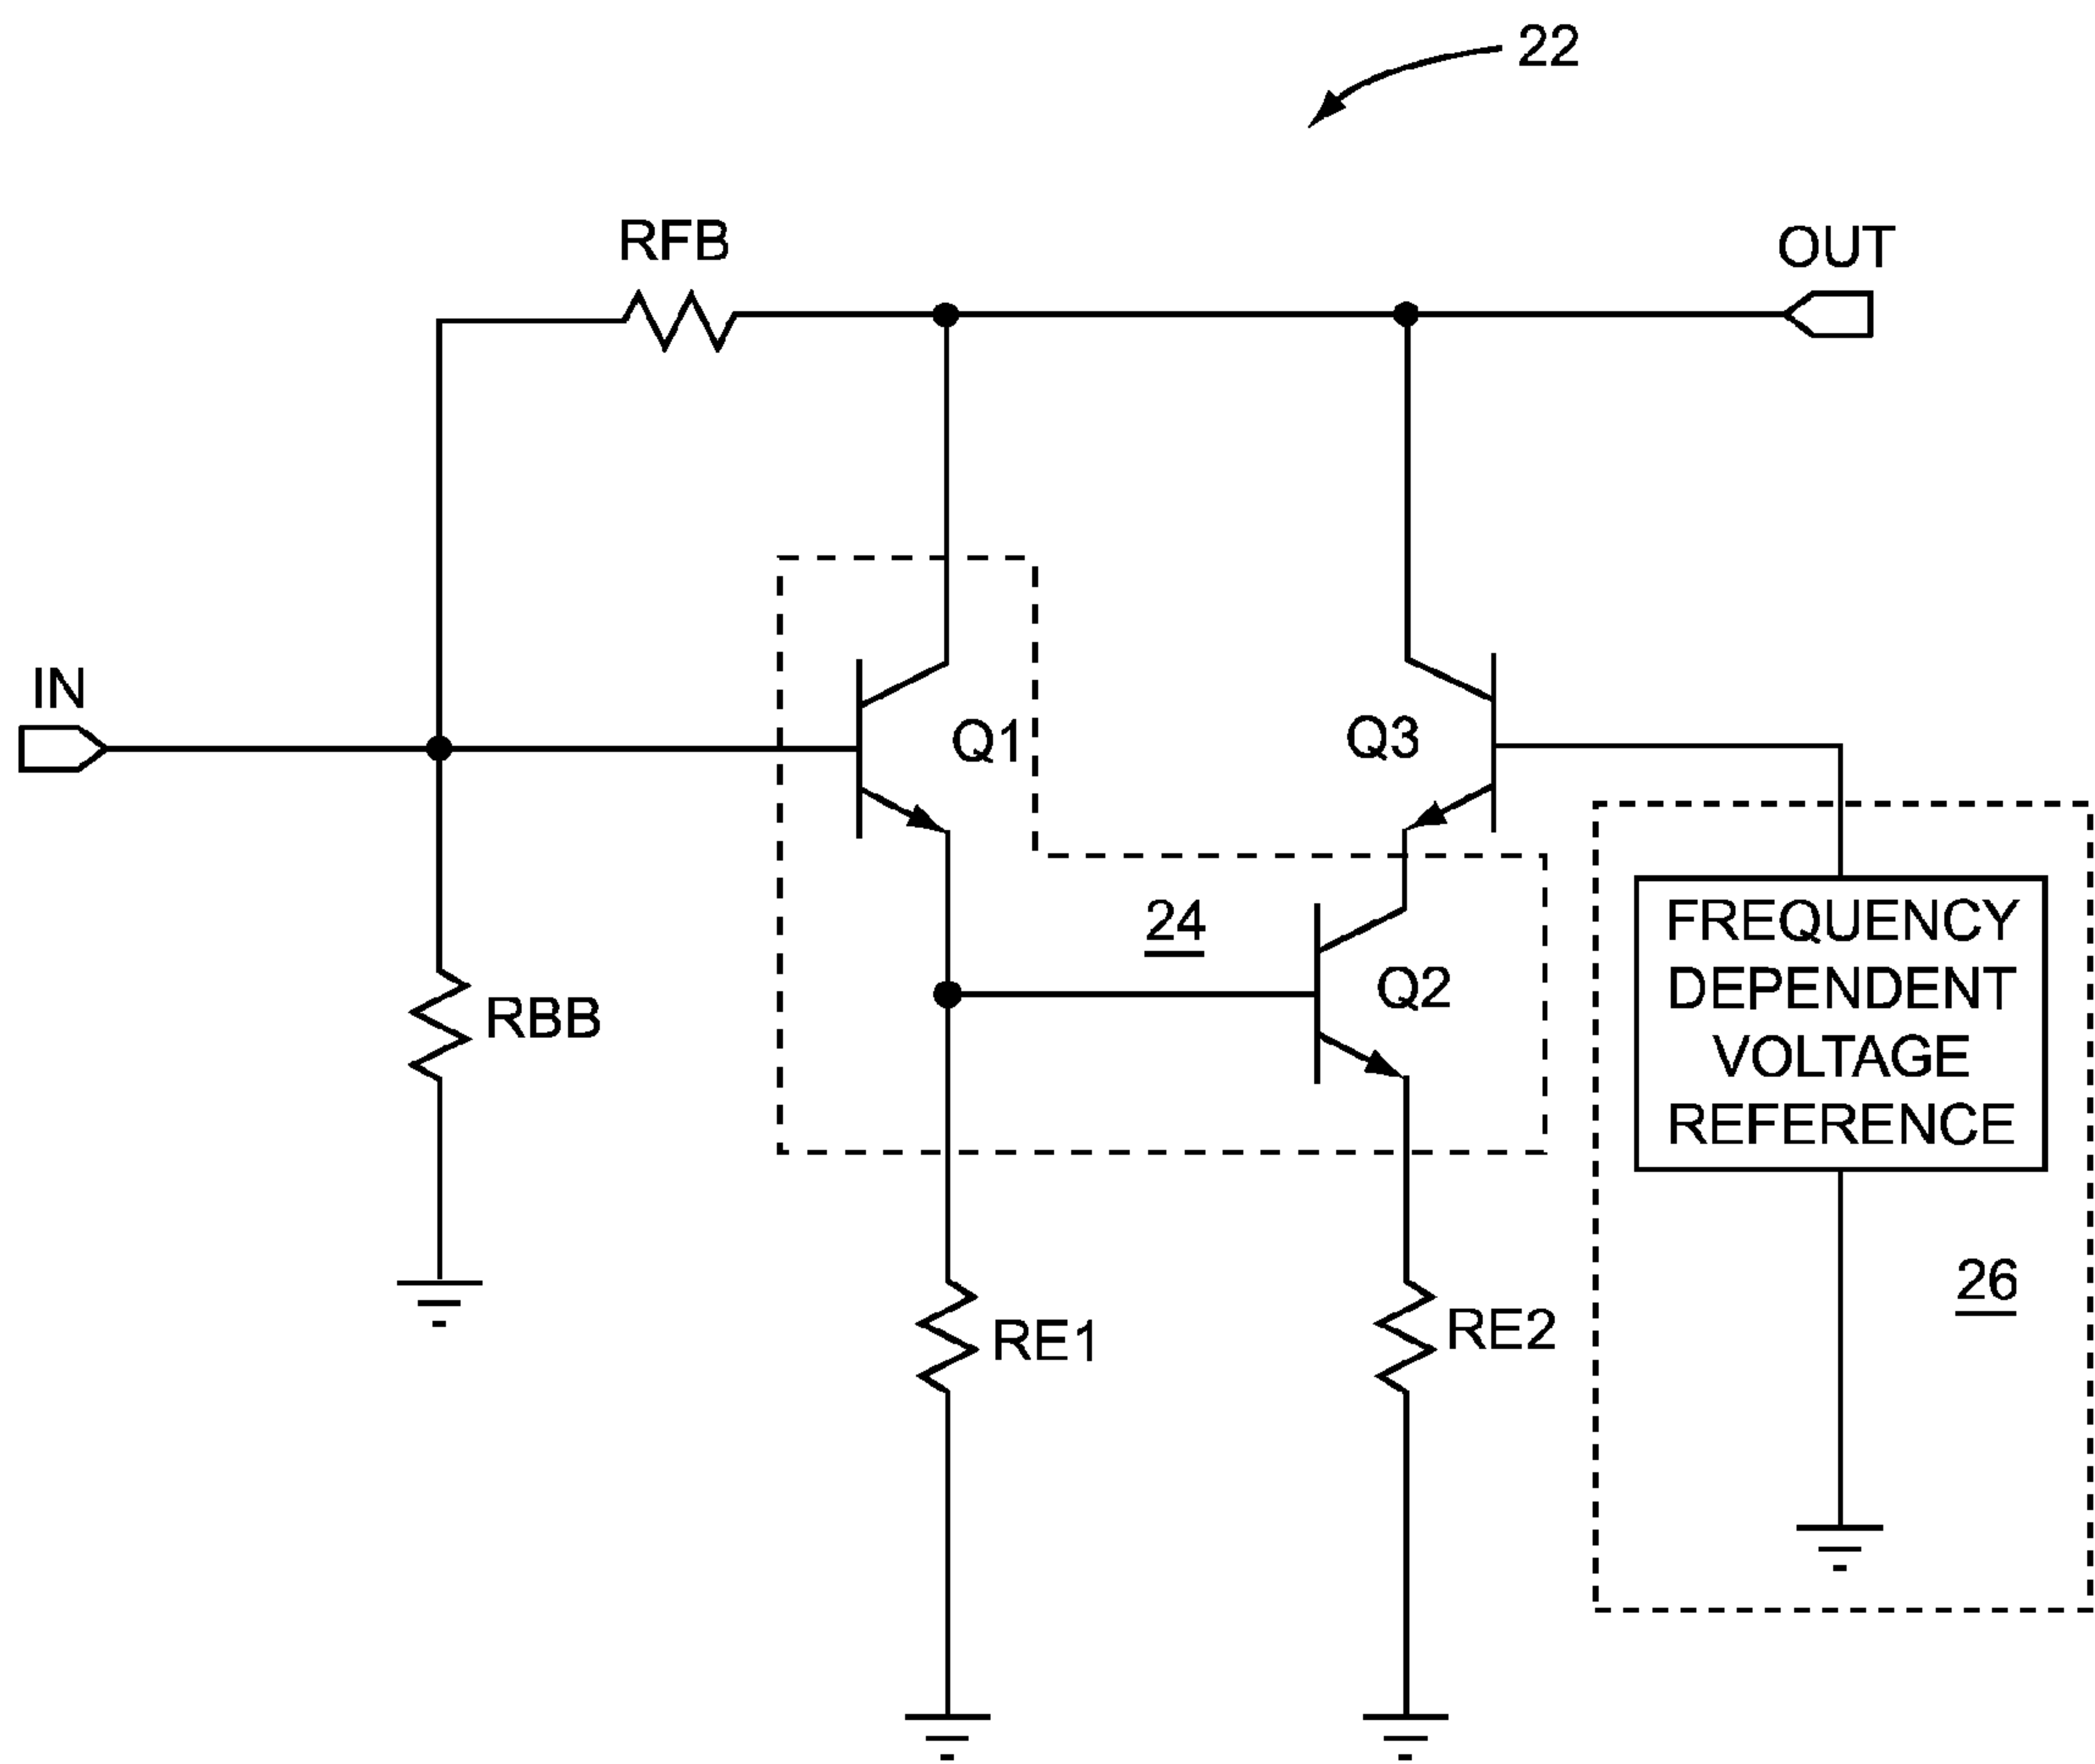 22
RFB
OUT
IN
Q1
Q3
24
Q2
RBB
FREQUENCY
DEPENDENT
VOLTAGE
REFERENCE
26
RE1
RE2